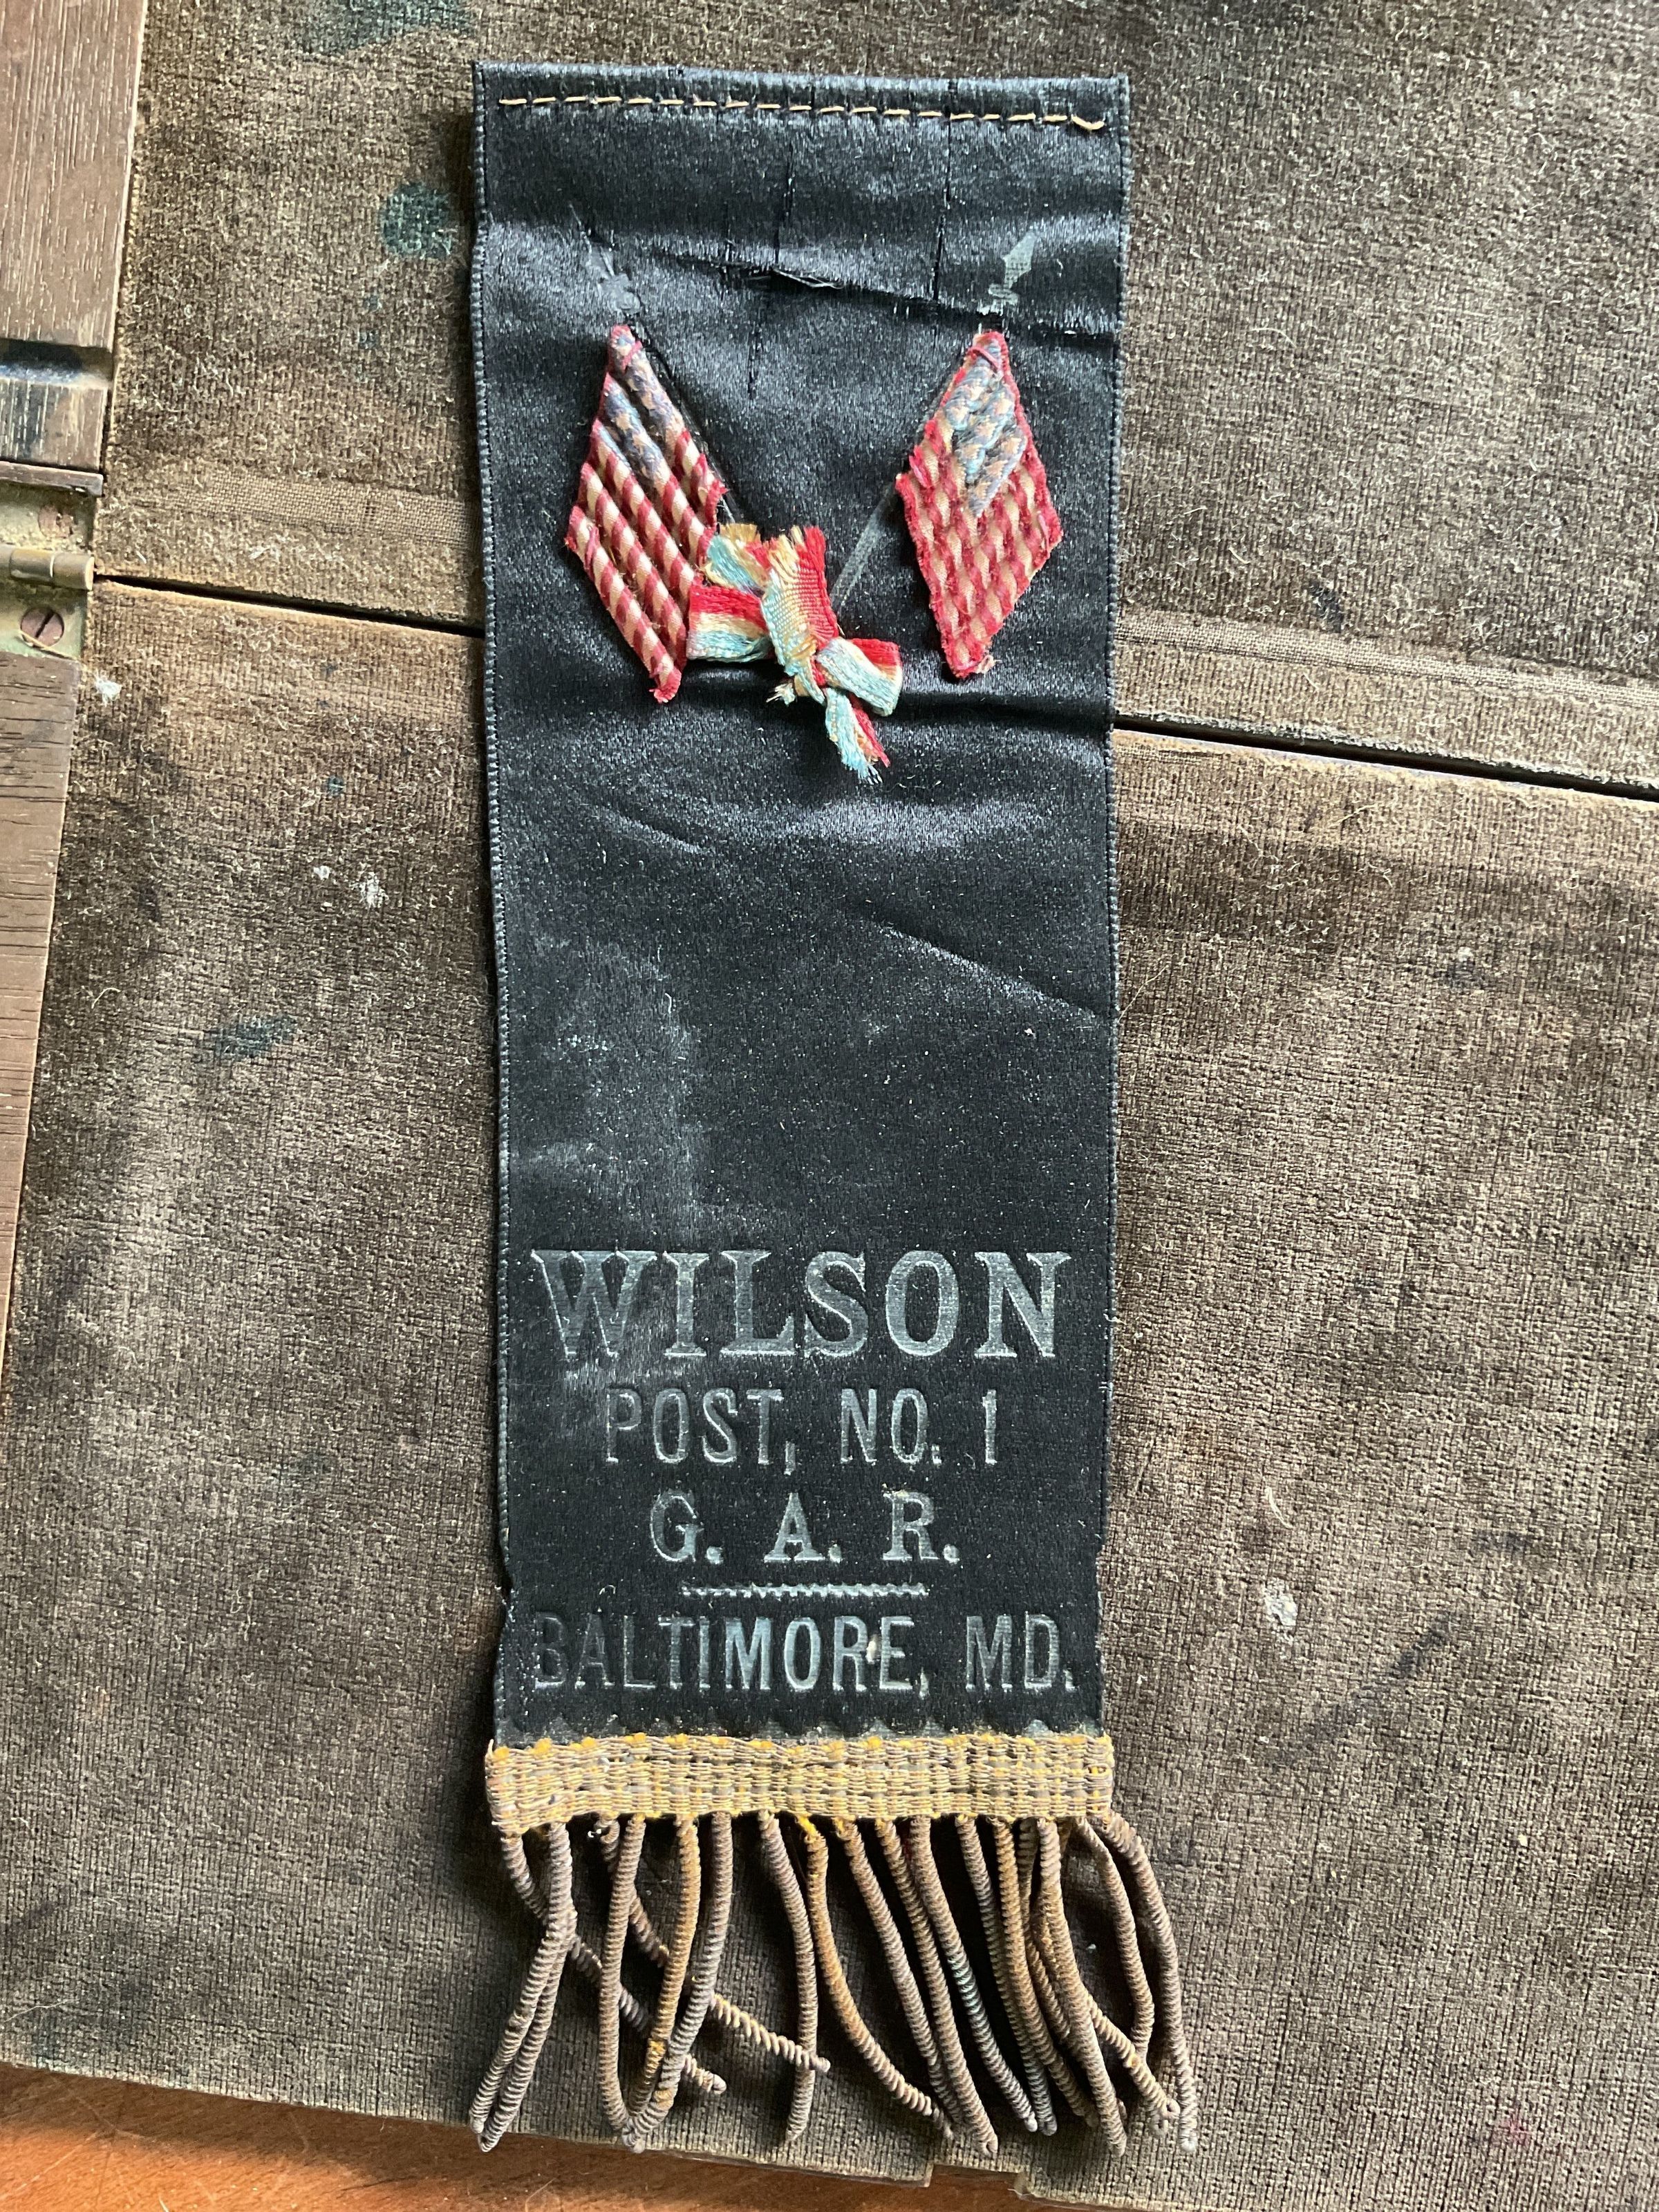 WILSON
POST, NO. 1
G. A. R.
BALTIMORE, MD.